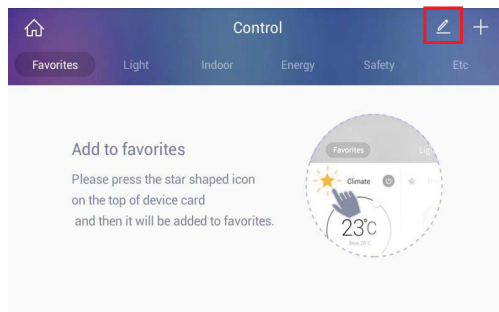 Control
Favorites Light Indoor Energy Safety Etc
Add to favorites
Please press the star shaped icon
on the top of device card
and then it will be added to favorites.
Favorites
Climate
23°C